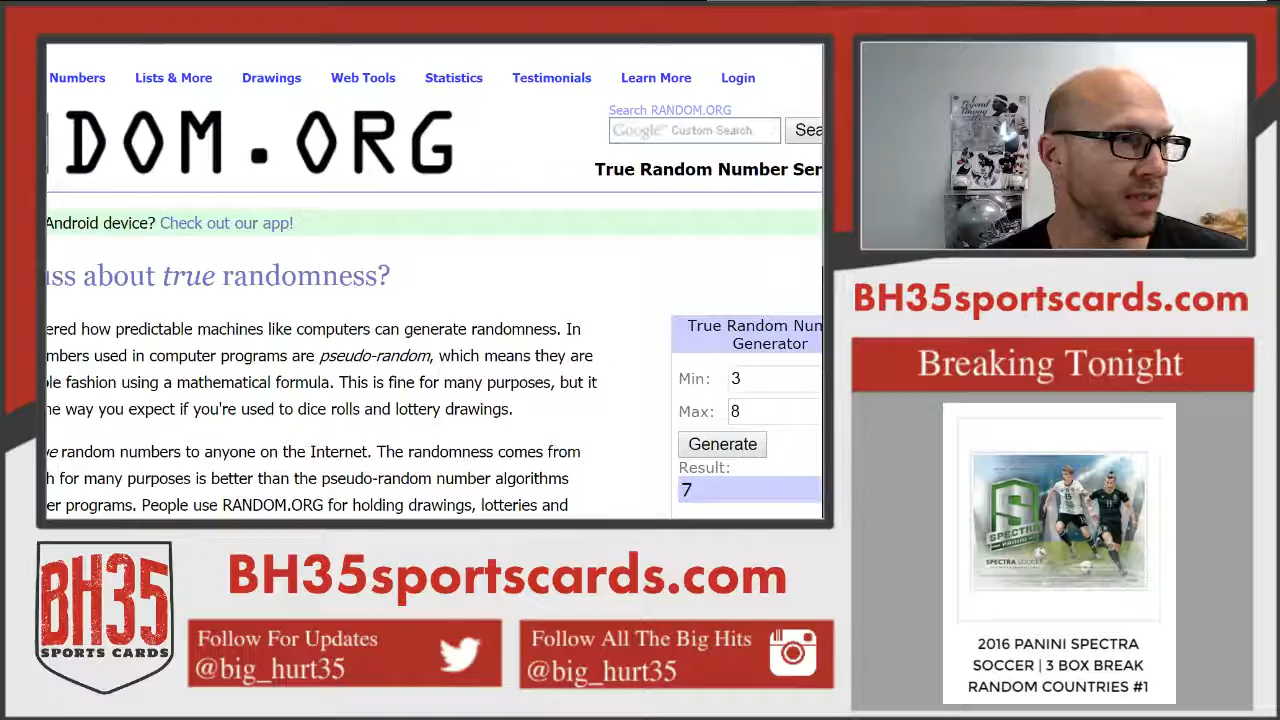 Numbers
Lists & More
Drawings
Web Tools
Statistics
Testimonials
Learn More
Login
DOM.ORG
Search RANDOM.ORG
Google™ Custom Search
Sea
True Random Number Ser
Android device? Check out our app!
ss about true randomness?
ered how predictable machines like computers can generate randomness. In
mbers used in computer programs are pseudo-random, which means they are
le fashion using a mathematical formula. This is fine for many purposes, but it
e way you expect if you're used to dice rolls and lottery drawings.
e random numbers to anyone on the Internet. The randomness comes from
h for many purposes is better than the pseudo-random number algorithms
er programs. People use RANDOM.ORG for holding drawings, lotteries and
True Random Num
Generator
Min: 3
Max: 8
Generate
Result:
7
BH35sportscards.com
Breaking Tonight
SPECTRA
PANINI
SPECTRA SOCCER
2016 PANINI SPECTRA
SOCCER | 3 BOX BREAK
RANDOM COUNTRIES #1
BH35
SPORTS CARDS
BH35sportscards.com
Follow For Updates
@big_hurt35
Follow All The Big Hits
@big_hurt35